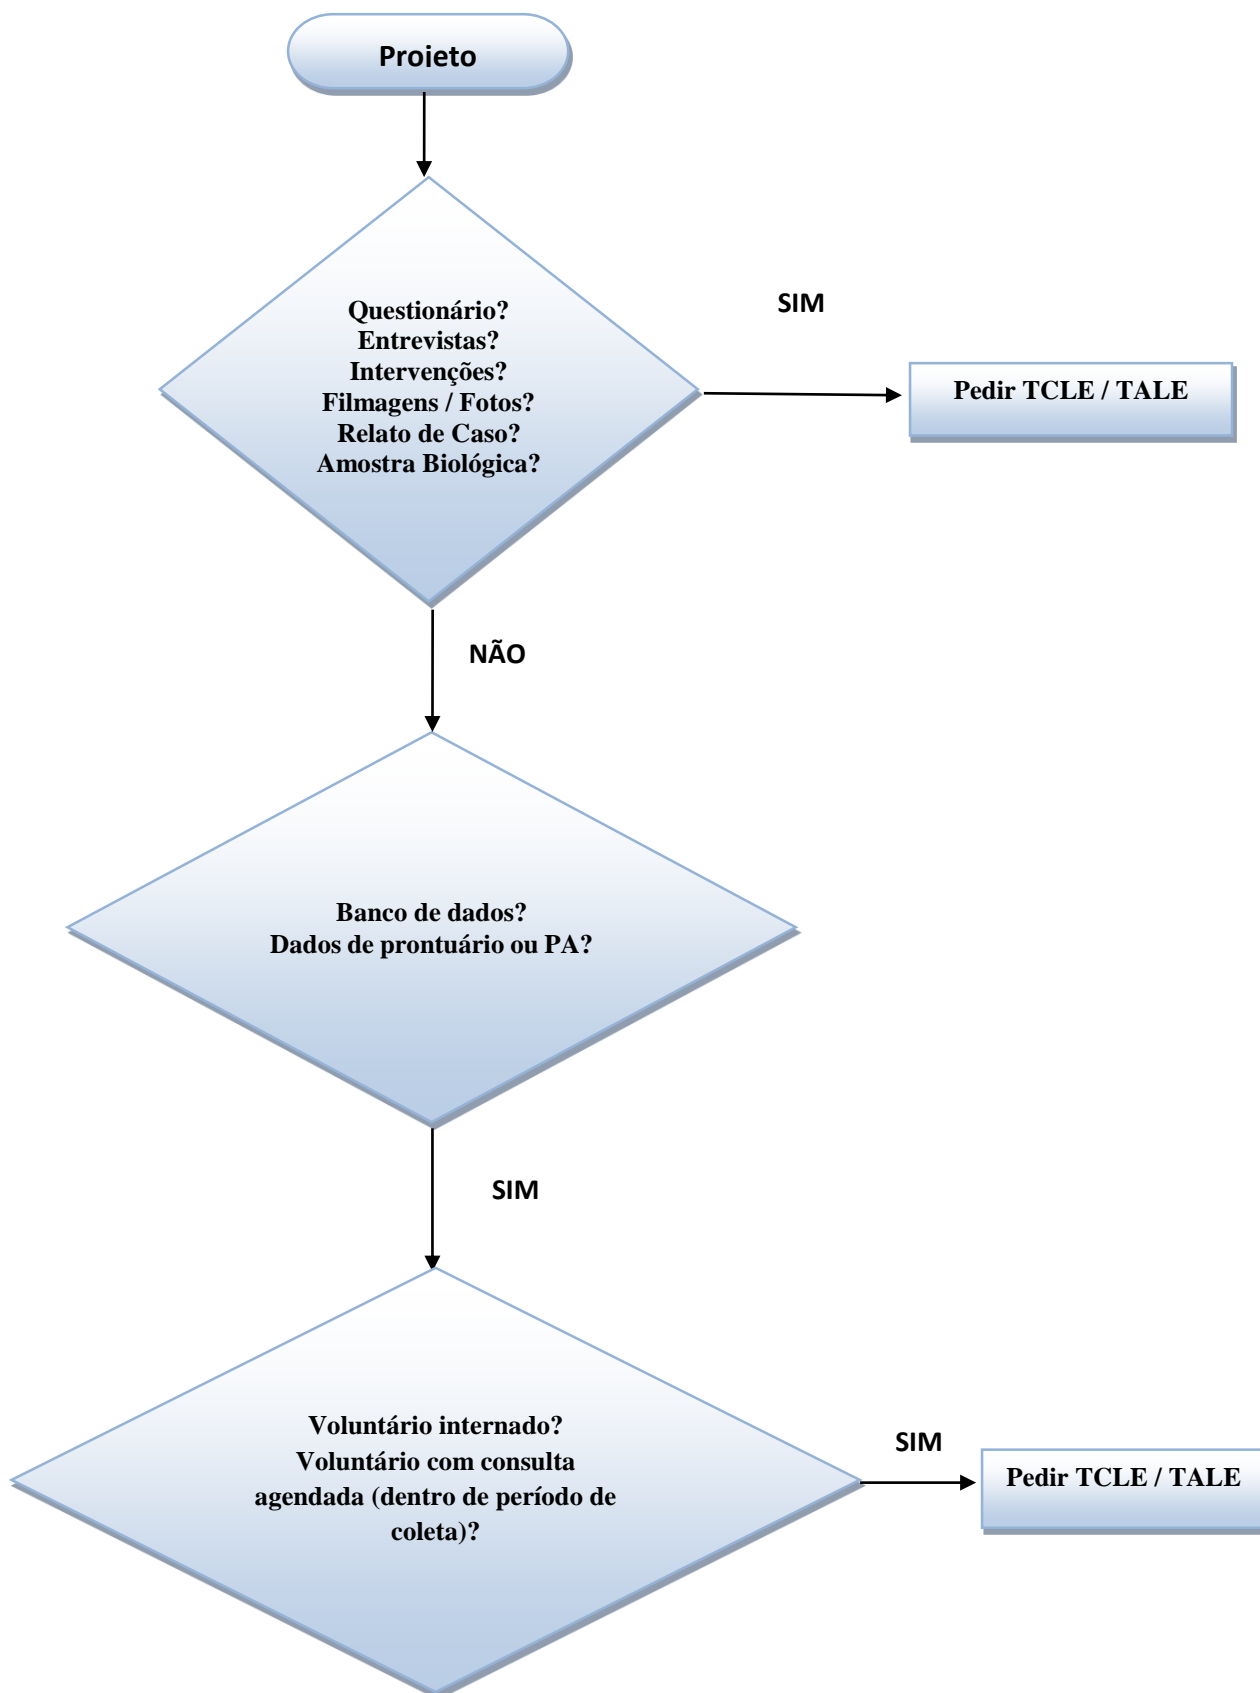 Projeto
Questionário?
Entrevistas?
Intervenções?
Filmagens / Fotos?
Relato de Caso?
Amostra Biológica?
SIM
Pedir TCLE / TALE
NÃO
Banco de dados?
Dados de prontuário ou PA?
SIM
Voluntário internado?
Voluntário com consulta
agendada (dentro de período de
coleta)?
SIM
Pedir TCLE / TALE